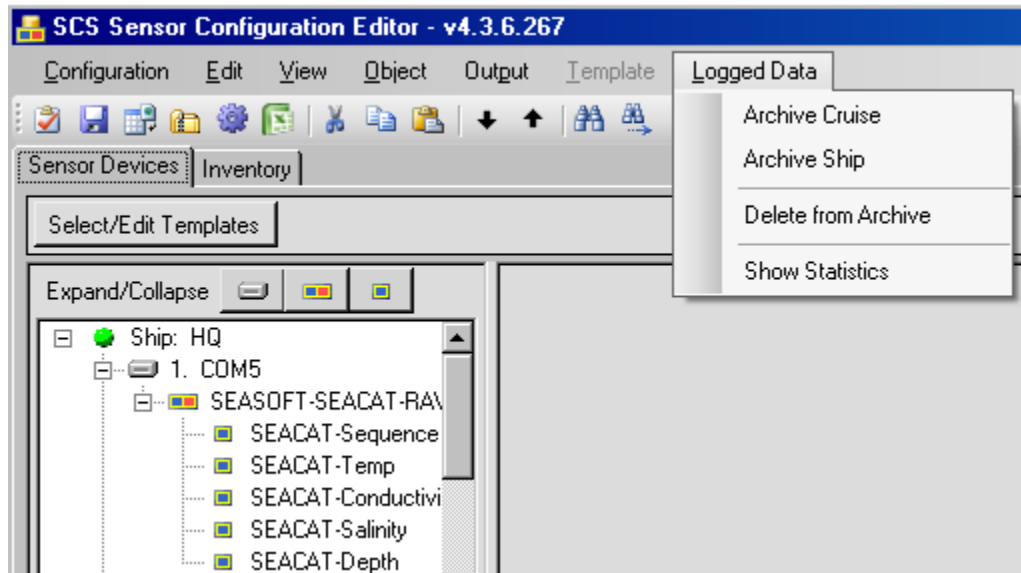 SCS Sensor Configuration Editor - v4.3.6.267
Configuration Edit View Object Output Template Logged Data
Archive Cruise
Archive Ship
Delete from Archive
Show Statistics
Sensor Devices Inventory
Select/Edit Templates
Expand/Collapse
Ship: HQ
1. COM5
SEASOFT-SEACAT-RAW
SEACAT-Sequence
SEACAT-Temp
SEACAT-Conductivi
SEACAT-Salinity
SEACAT-Depth